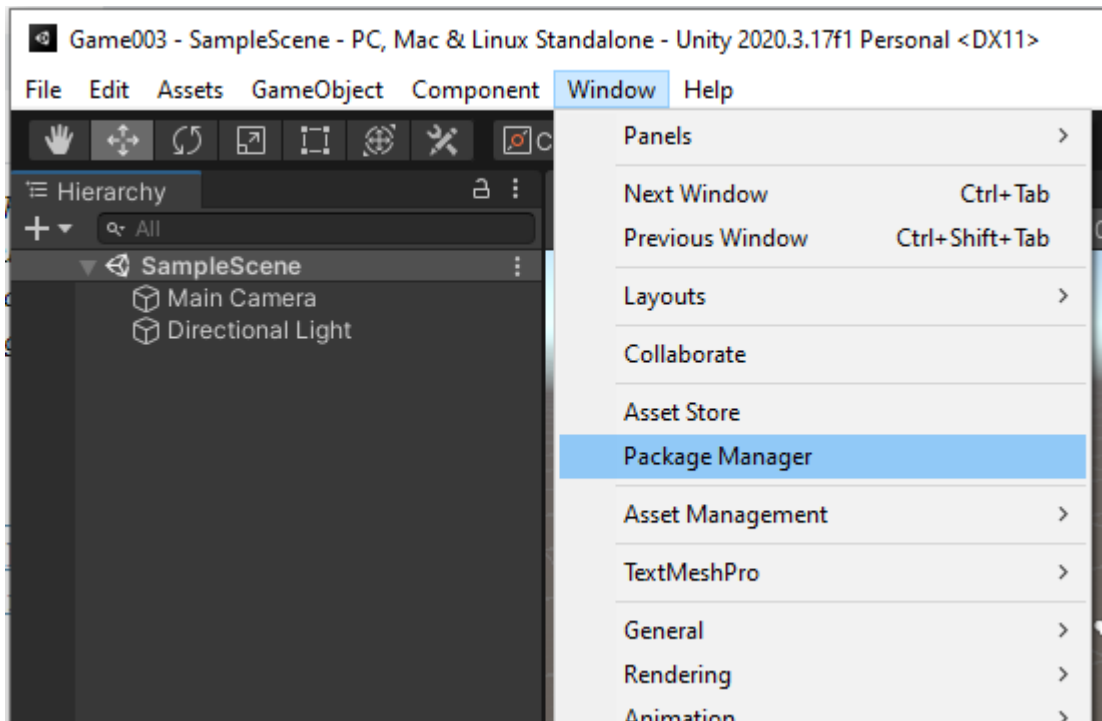 Game003 - SampleScene - PC, Mac & Linux Standalone - Unity 2020.3.17f1 Personal <DX11>
File Edit Assets GameObject Component Window Help
Hierarchy
All
SampleScene
Main Camera
Directional Light
Panels
Next Window Ctrl+Tab
Previous Window Ctrl+Shift+Tab
Layouts
Collaborate
Asset Store
Package Manager
Asset Management
TextMeshPro
General
Rendering
Animation